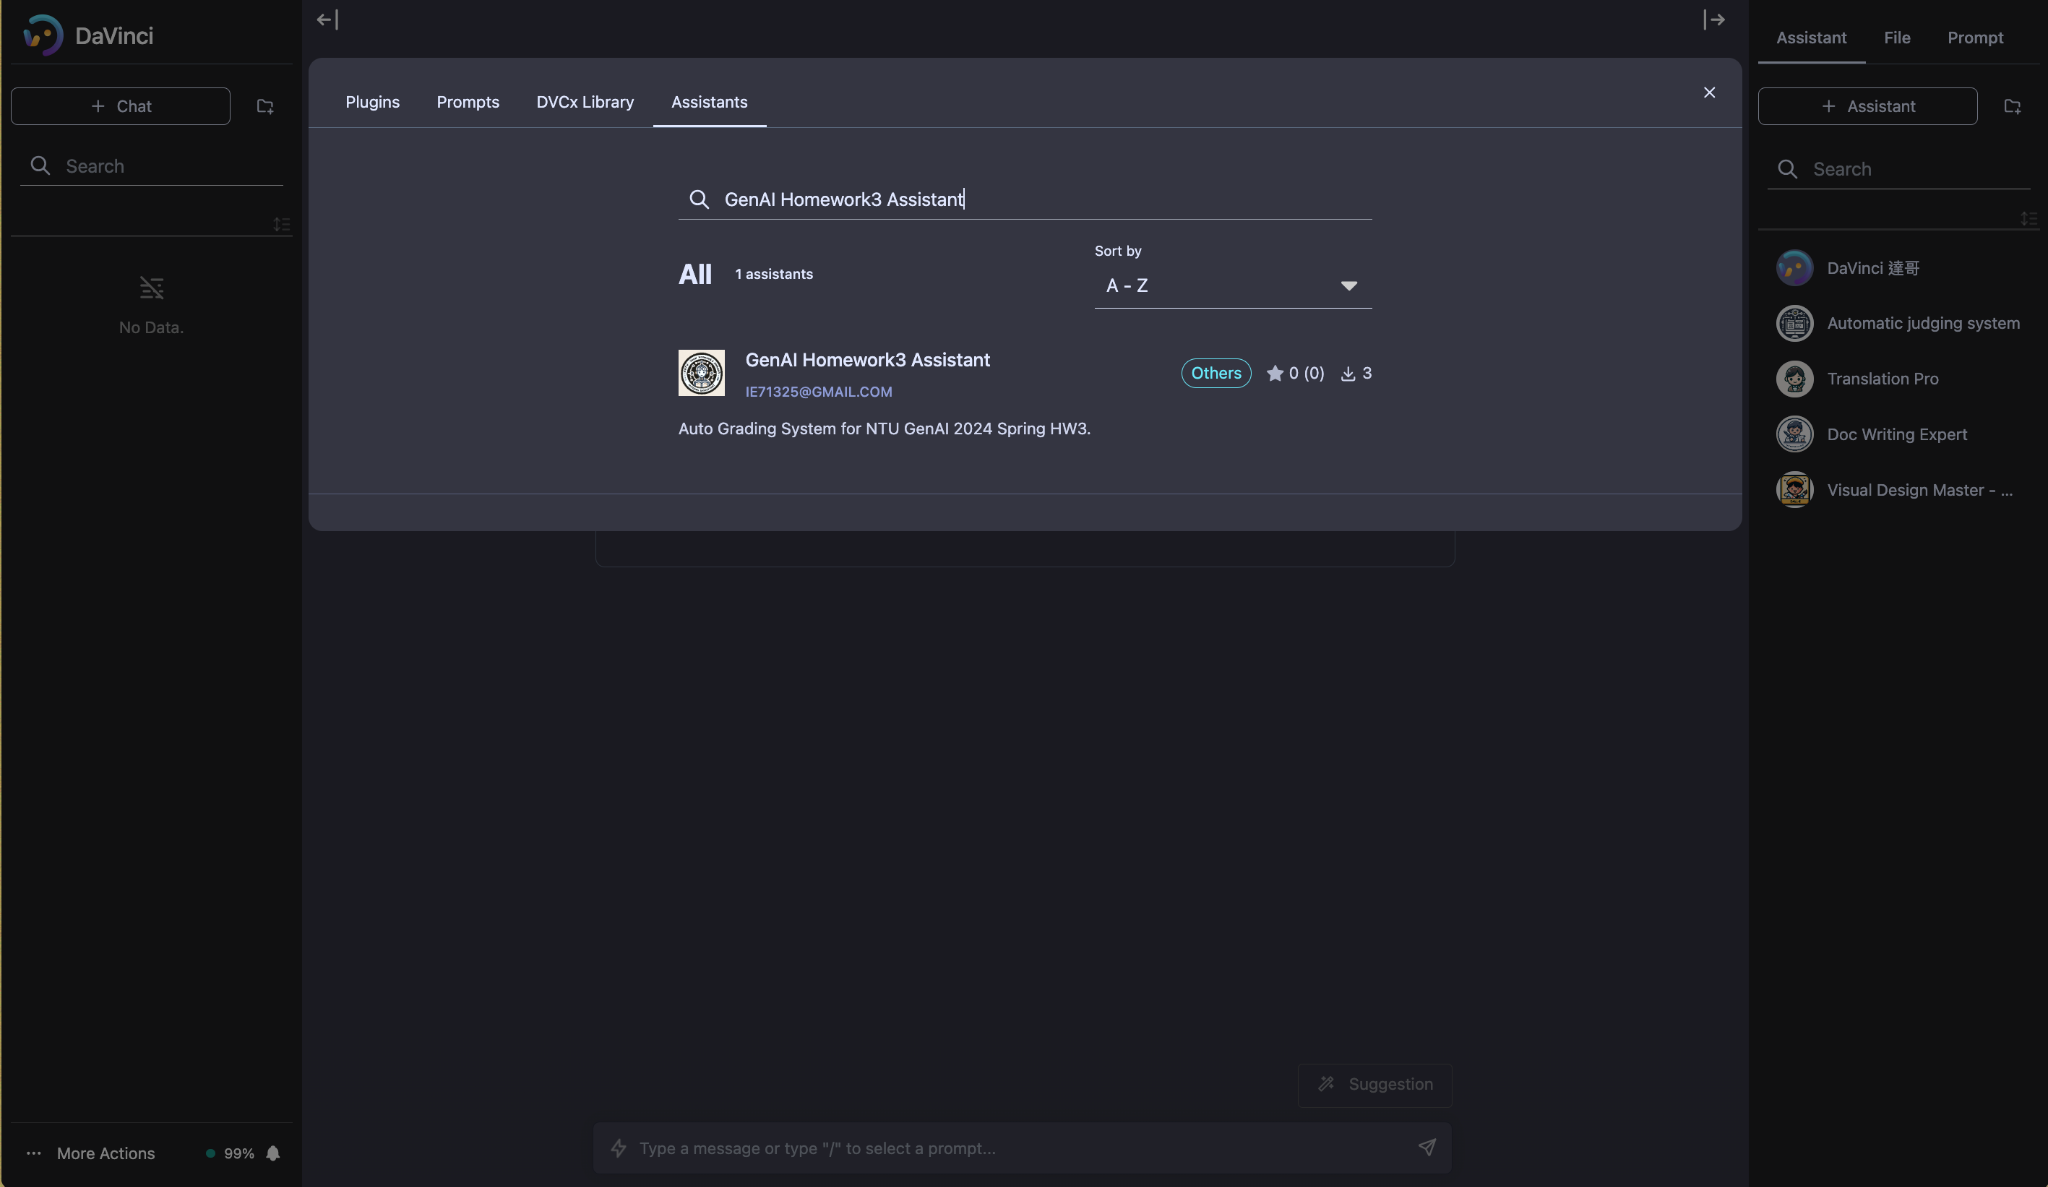 DaVinci
+ Chat
Search
No Data.
More Actions
99%
Plugins
Prompts
DVCx Library
Assistants
GenAI Homework3 Assistant
All
1 assistants
Sort by
A - Z
GenAI Homework3 Assistant
IE71325@GMAIL.COM
Others
0 (0)
3
Auto Grading System for NTU GenAI 2024 Spring HW3.
Suggestion
Type a message or type "/" to select a prompt...
Assistant
File
Prompt
+ Assistant
Search
DaVinci 達哥
Automatic judging system
Translation Pro
Doc Writing Expert
Visual Design Master - ...